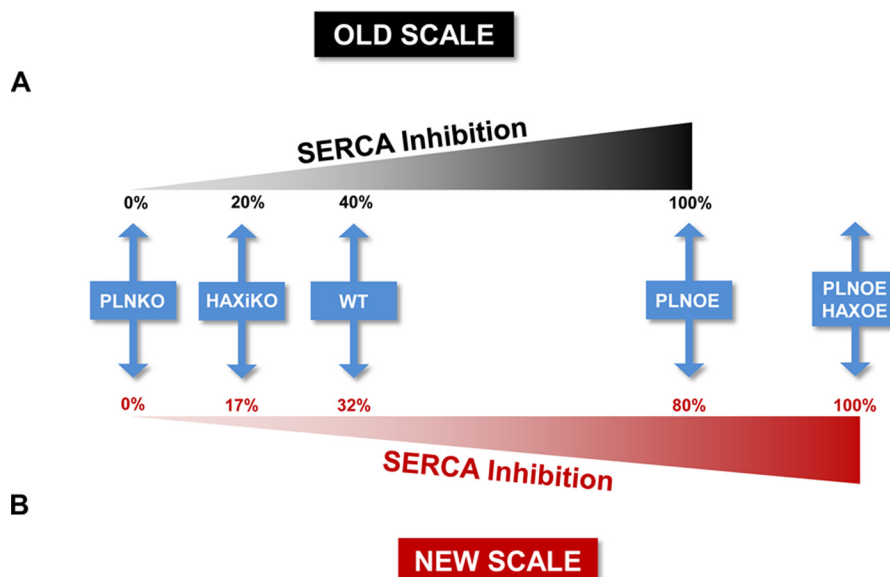 OLD SCALE
A
SERCA Inhibition
0% 20% 40% 100%
PLNKO HAXiKO WT PLNOE PLNOE
HAXOE
0% 17% 32% 80% 100%
SERCA Inhibition
B
NEW SCALE